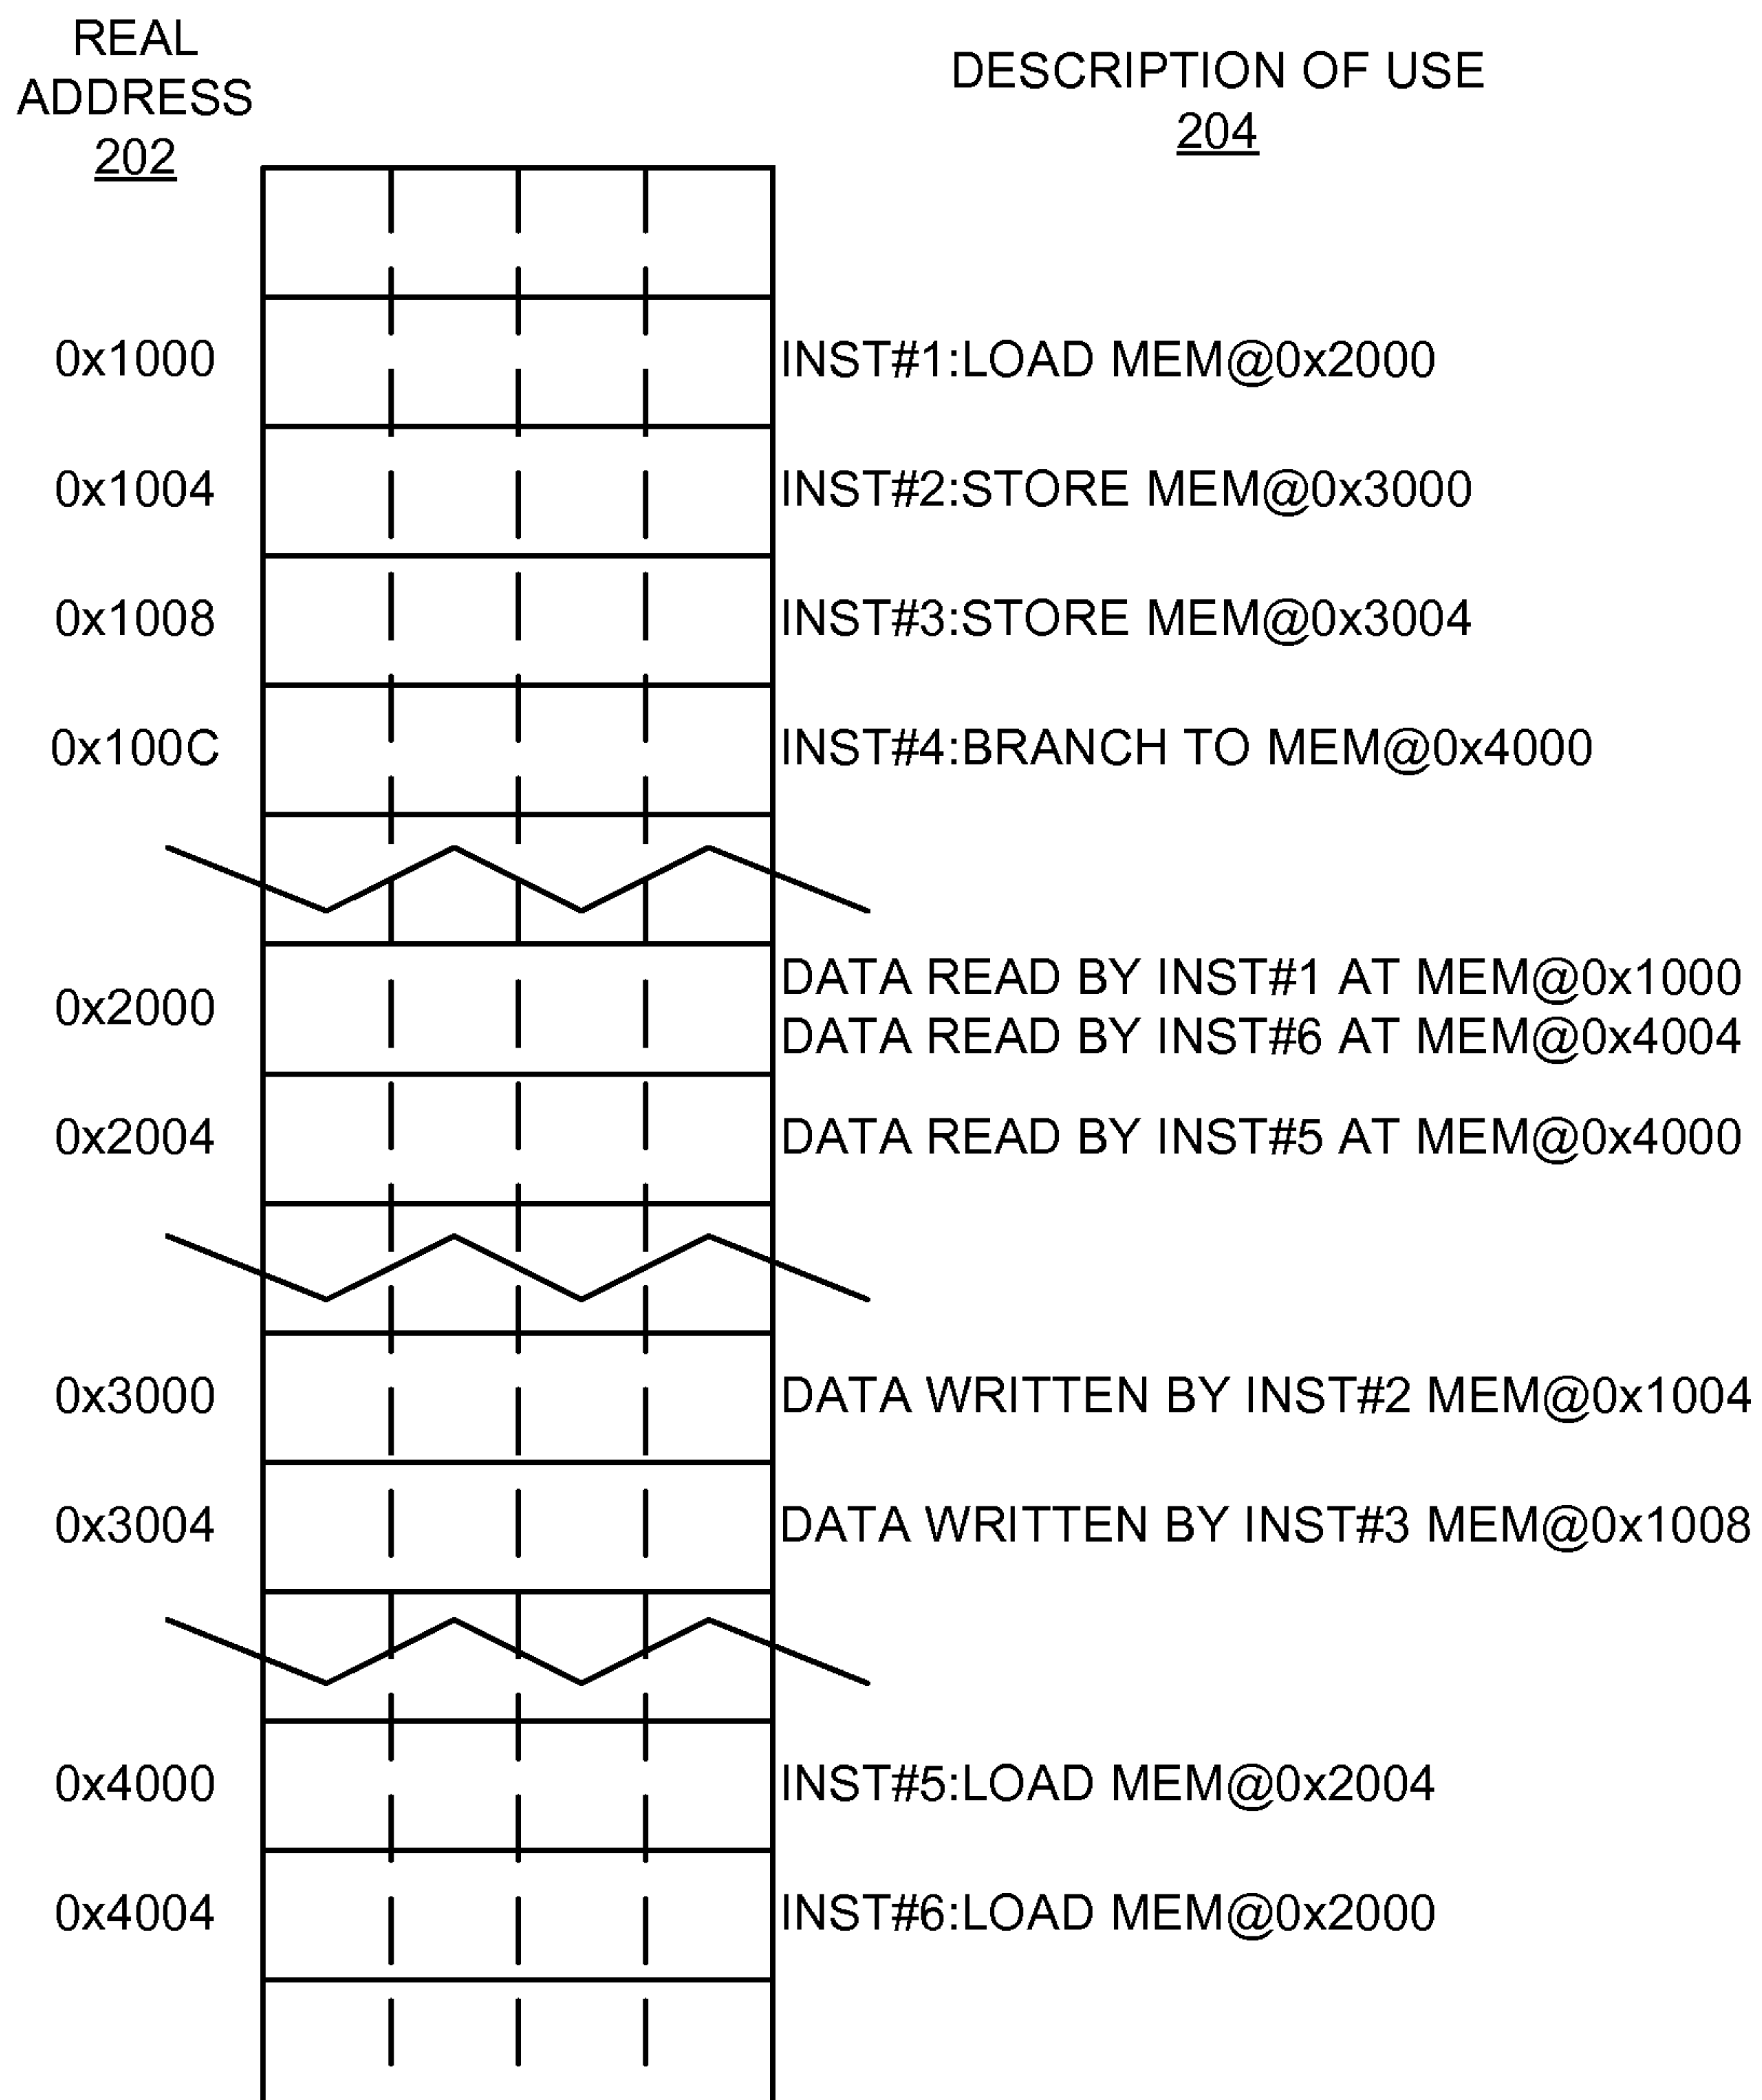 REAL
ADDRESS
202
DESCRIPTION OF USE
204
0x1000 INST#1:LOAD MEM@0x2000
0x1004 INST#2:STORE MEM@0x3000
0x1008 INST#3:STORE MEM@0x3004
0x100C INST#4:BRANCH TO MEM@0x4000
0x2000
DATA READ BY INST#1 AT MEM@0x1000
DATA READ BY INST#6 AT MEM@0x4004
0x2004 DATA READ BY INST#5 AT MEM@0x4000
0x3000 DATA WRITTEN BY INST#2 MEM@0x1004
0x3004 DATA WRITTEN BY INST#3 MEM@0x1008
0x4000 INST#5:LOAD MEM@0x2004
0x4004 INST#6:LOAD MEM@0x2000